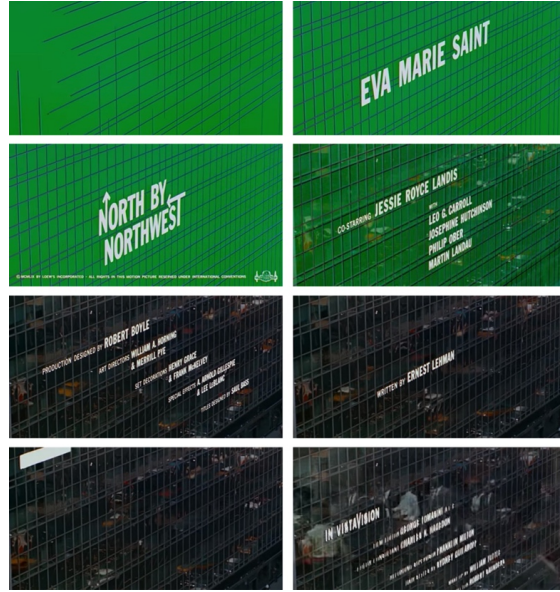 EVA MARIE SAINT
NORTH BY
NORTHWEST
CO-STARRING JESSIE ROYCE LANDIS
WITH
LEO G. CARROLL
JOSEPHINE HUTCHINSON
PHILIP OBER
MARTIN LANDAU
PRODUCTION DESIGNED BY ROBERT BOYLE
ART DIRECTORS WILLIAM A. HORNING
& MERRILL PYE
SET DECORATIONS HENRY GRACE
& FRANK McKELVEY
SPECIAL EFFECTS A. ARNOLD GILLESPIE
& LEE LeBLANC
TITLES DESIGNED BY SAUL BASS
WRITTEN BY ERNEST LEHMAN
IN VISTAVISION